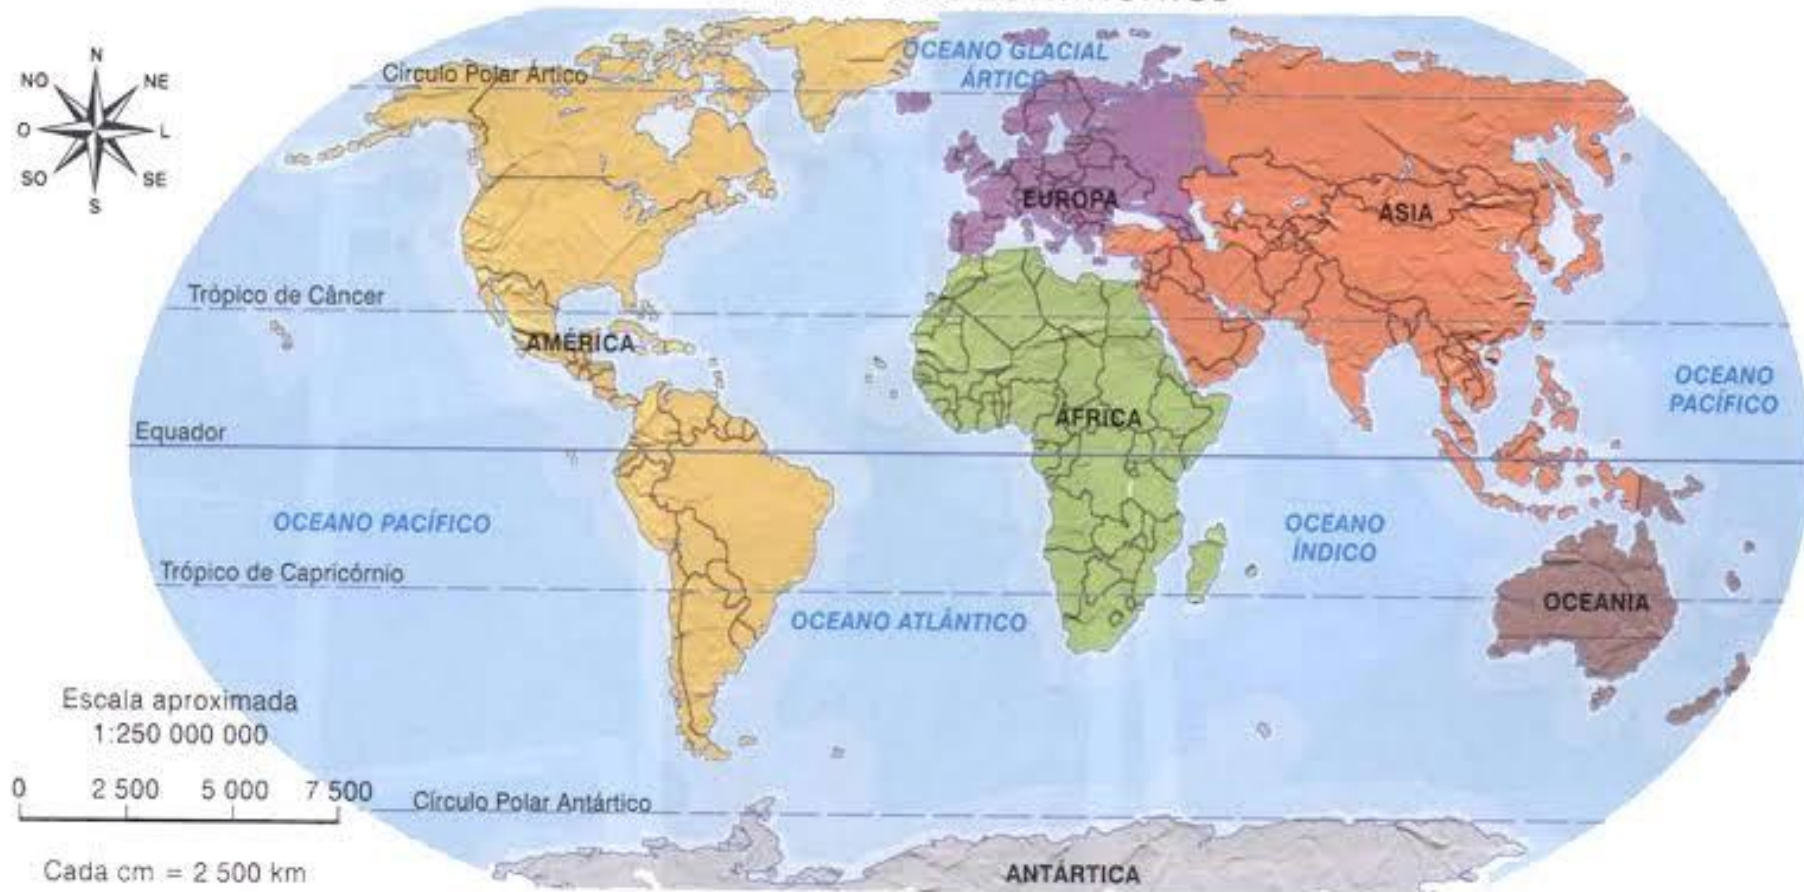 N
NO
NE
O
L
SO
SE
S
OCEANO GLACIAL
ÁRTICO
Círculo Polar Ártico
EUROPA
ÁSIA
Trópico de Câncer
AMÉRICA
OCEANO
PACÍFICO
ÁFRICA
Equador
OCEANO PACÍFICO
OCEANO
ÍNDICO
Trópico de Capricórnio
OCEANO ATLÁNTICO
OCEANIA
Escala aproximada
1:250 000 000
0 2 500 5 000 7 500
Círculo Polar Antártico
Cada cm = 2 500 km
ANTÁRTICA